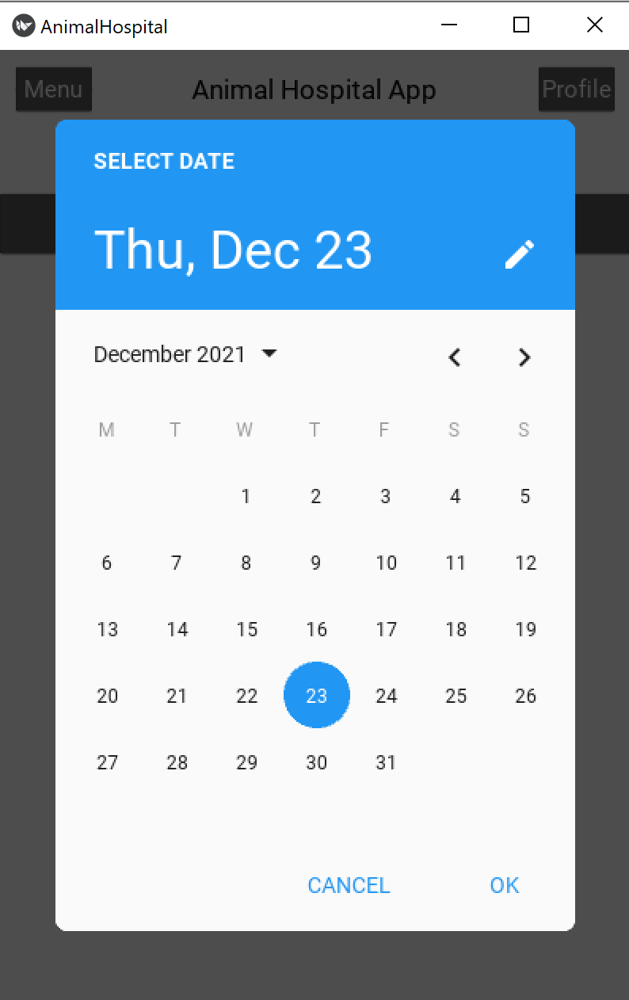 AnimalHospital
Menu Animal Hospital App Profile
SELECT DATE
Thu, Dec 23
December 2021
M T W T F S S
1 2 3 4 5
6 7 8 9 10 11 12
13 14 15 16 17 18 19
20 21 22 23 24 25 26
27 28 29 30 31
CANCEL OK